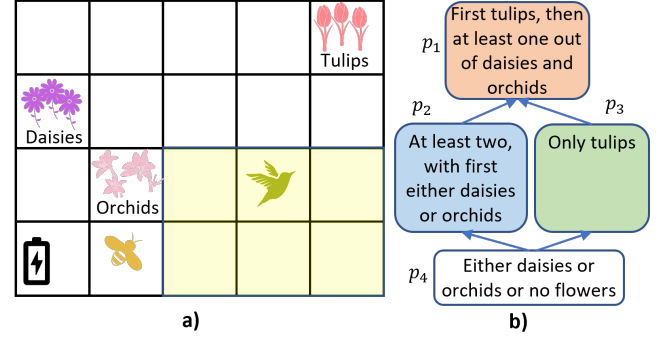 Tulips
Daisies
Orchids
a)
p1
First tulips, then
at least one out
of daisies and
orchids
p2
At least two,
with first
either daisies
or orchids
p3
Only tulips
p4
Either daisies or
orchids or no flowers
b)